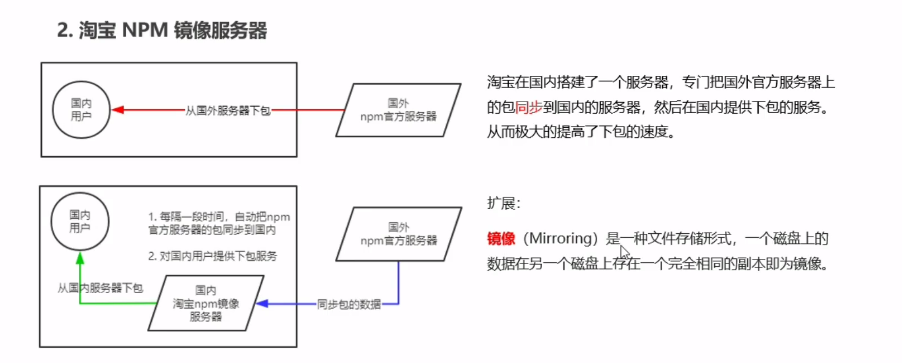 2. 淘宝 NPM 镜像服务器
国内
用户
从国外服务器下包
国外
npm官方服务器
淘宝在国内搭建了一个服务器，专门把国外官方服务器上
的包同步到国内的服务器，然后在国内提供下包的服务。
从而极大的提高了下包的速度。
国内
用户
1. 每隔一段时间，自动把npm
官方服务器的包同步到国内
2. 对国内用户提供下包服务
从国内服务器下包
国内
淘宝npm镜像
服务器
同步包的数据
国外
npm官方服务器
扩展：
镜像（Mirroring）是一种文件存储形式，一个磁盘上的
数据在另一个磁盘上存在一个完全相同的副本即为镜像。